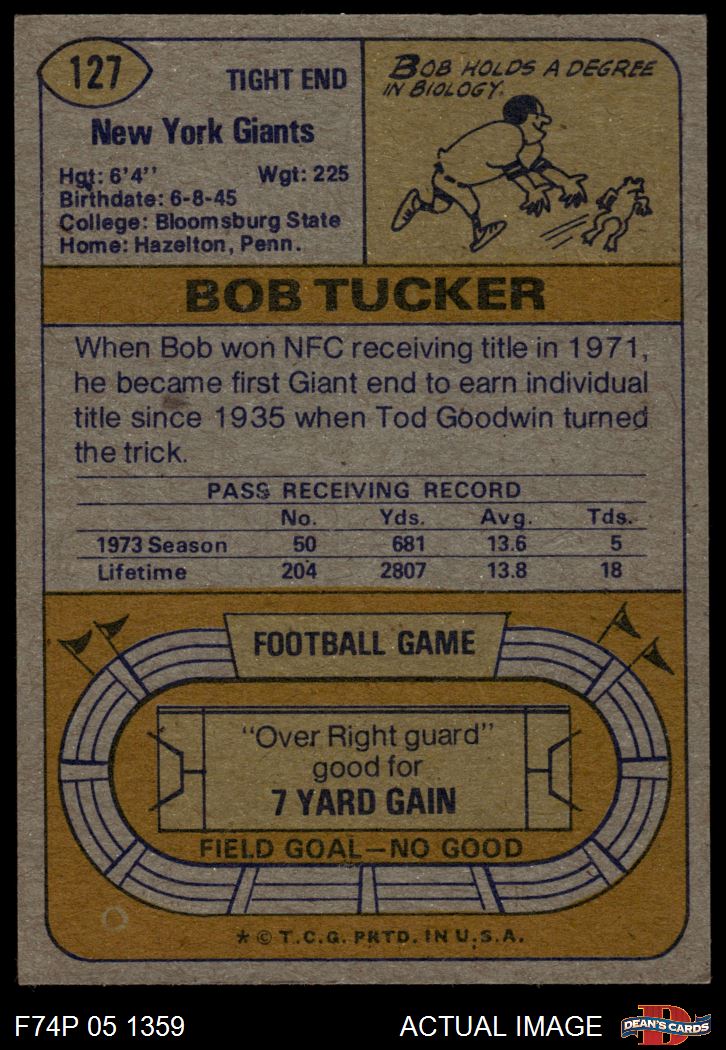 127
TIGHT END
New York Giants
Hgt: 6'4'' Wgt: 225
Birthdate: 6-8-45
College: Bloomsburg State
Home: Hazelton, Penn.
BOB HOLDS A DEGREE
IN BIOLOGY.
BOB TUCKER
When Bob won NFC receiving title in 1971,
he became first Giant end to earn individual
title since 1935 when Tod Goodwin turned
the trick.
PASS RECEIVING RECORD
No. Yds. Avg. Tds.
1973 Season 50 681 13.6 5
Lifetime 204 2807 13.8 18
FOOTBALL GAME
"Over Right guard"
good for
7 YARD GAIN
FIELD GOAL—NO GOOD
* © T.C.G. PRTD. IN U.S.A.
F74P 05 1359 ACTUAL IMAGE
D
DEAN'S CARDS